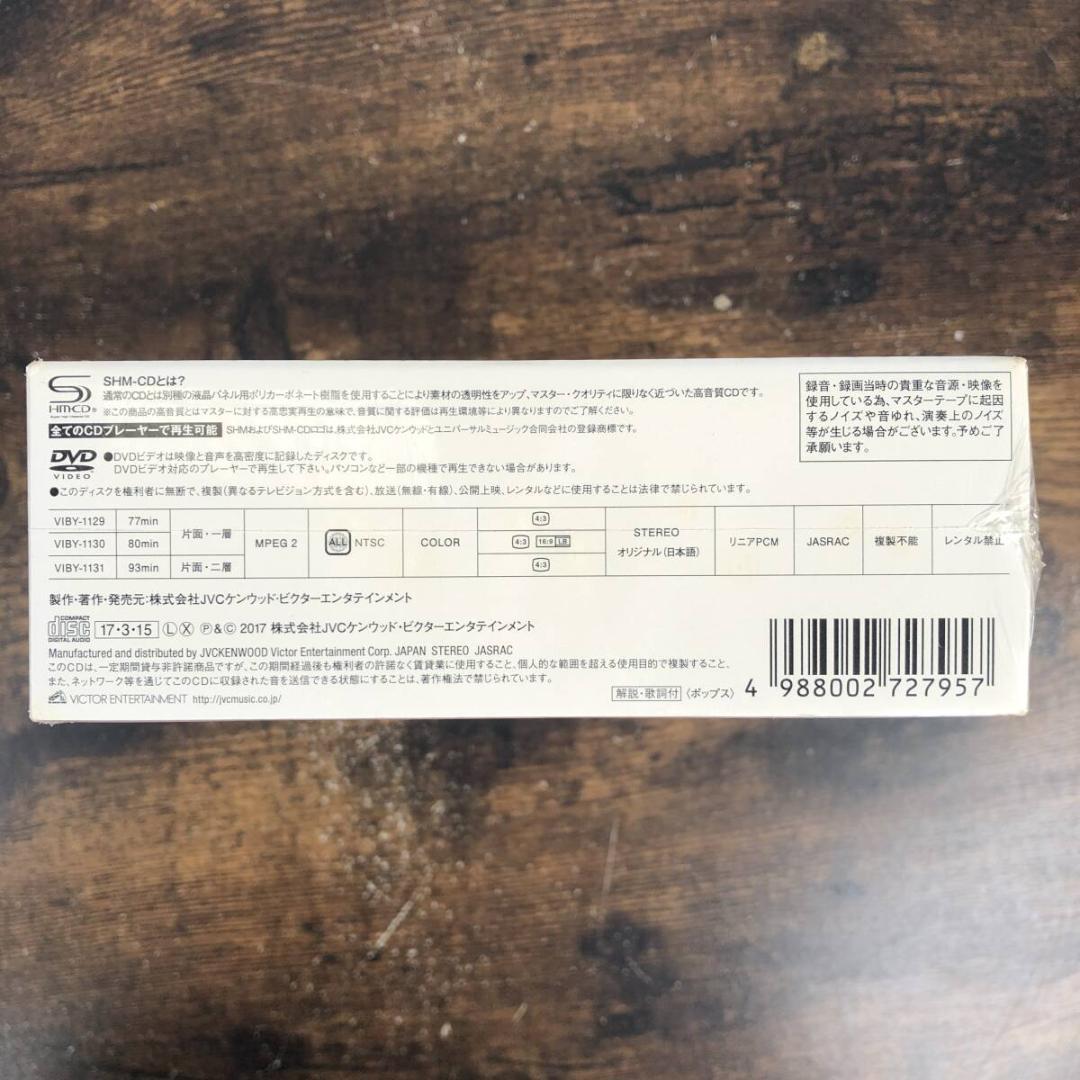 SHM-CD®
SHM-CDとは?
通常のCDとは別種の液晶パネル用ポリカーボネート樹脂を使用することにより素材の透明性をアップ、マスター・クオリティに限りなく近づいた高音質CDです。
※この商品の高音質とはマスターに対する高忠実再生の意味で、音質に関する評価は再生環境等により異なりますのでご了解ください。
全てのCDプレーヤーで再生可能 SHMおよびSHM-CDロゴは、株式会社JVCケンウッドとユニバーサルミュージック合同会社の登録商標です。
DVD VIDEO
●DVDビデオは映像と音声を高密度に記録したディスクです。
DVDビデオ対応のプレーヤーで再生して下さい。パソコンなど一部の機種で再生できない場合があります。
●このディスクを権利者に無断で、複製(異なるテレビジョン方式を含む)、放送(無線・有線)、公開上映、レンタルなどに使用することは法律で禁じられています。
録音・録画当時の貴重な音源・映像を
使用している為、マスターテープに起因
するノイズや音ゆれ、演奏上のノイズ
等が生じる場合がございます。予めご了
承願います。
VIBY-1129 77min 片面・一層 MPEG 2 ALL NTSC COLOR 4:3 STEREO オリジナル(日本語) リニアPCM JASRAC 複製不能 レンタル禁止
VIBY-1130 80min 4:3 16:9 LB
VIBY-1131 93min 片面・二層 4:3
製作・著作・発売元:株式会社JVCケンウッド・ビクターエンタテインメント
COMPACT disc DIGITAL AUDIO 17・3・15 Ⓛ Ⓧ ℗&© 2017 株式会社JVCケンウッド・ビクターエンタテインメント
Manufactured and distributed by JVCKENWOOD Victor Entertainment Corp. JAPAN STEREO JASRAC
このCDは、一定期間貸与非許諾商品ですが、この期間経過後も権利者の許諾なく賃貸業に使用すること、個人的な範囲を超える使用目的で複製すること、
また、ネットワーク等を通じてこのCDに収録された音を送信できる状態にすることは、著作権法で禁じられています。
VICTOR ENTERTAINMENT http://jvcmusic.co.jp/
解説・歌詞付 〈ポップス〉
4 988002 727957